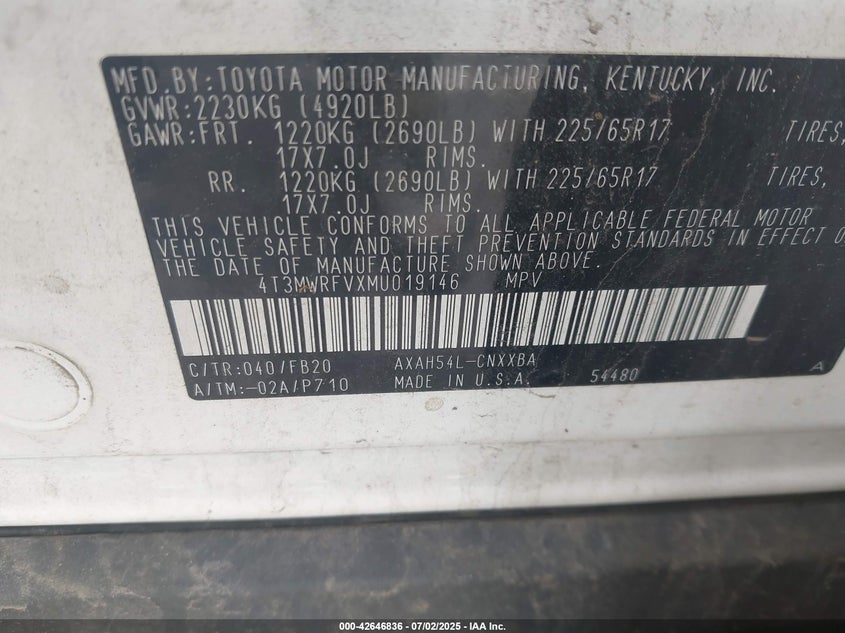 MFD.BY:TOYOTA MOTOR MANUFACTURING, KENTUCKY, INC.
GVWR:2230KG (4920LB)
GAWR:FRT. 1220KG (2690LB) WITH 225/65R17 TIRES,
17X7.0J RIMS.
RR. 1220KG (2690LB) WITH 225/65R17 TIRES,
17X7.0J RIMS.
THIS VEHICLE CONFORMS TO ALL APPLICABLE FEDERAL MOTOR
VEHICLE SAFETY AND THEFT PREVENTION STANDARDS IN EFFECT O
THE DATE OF MANUFACTURE SHOWN ABOVE.
4T3MWRFVXMU019146 MPV
C/TR:040/FB20 AXAH54L-CNXXBA
A/TM:-02A/P710 MADE IN U.S.A. 54480 A
000-42646836 - 07/02/2025 - IAA Inc.